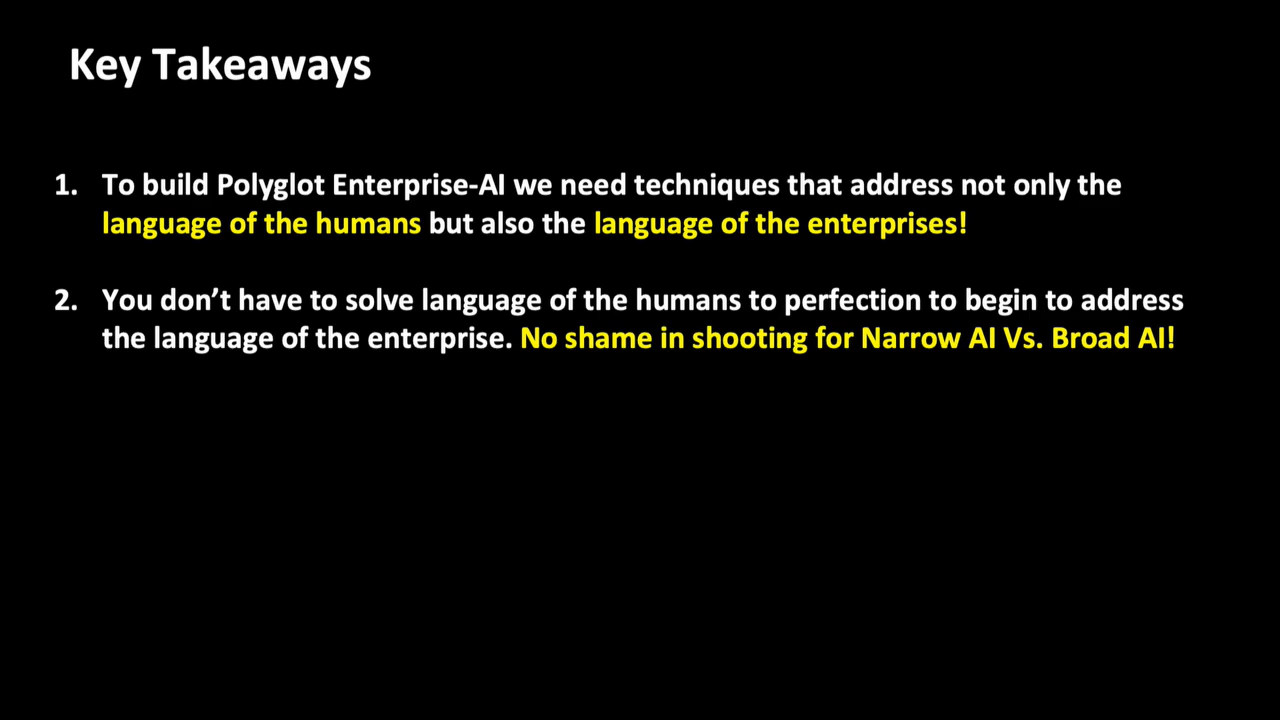 Key Takeaways
1. To build Polyglot Enterprise-AI we need techniques that address not only the
language of the humans but also the language of the enterprises!
2. You don’t have to solve language of the humans to perfection to begin to address
the language of the enterprise. No shame in shooting for Narrow AI Vs. Broad AI!